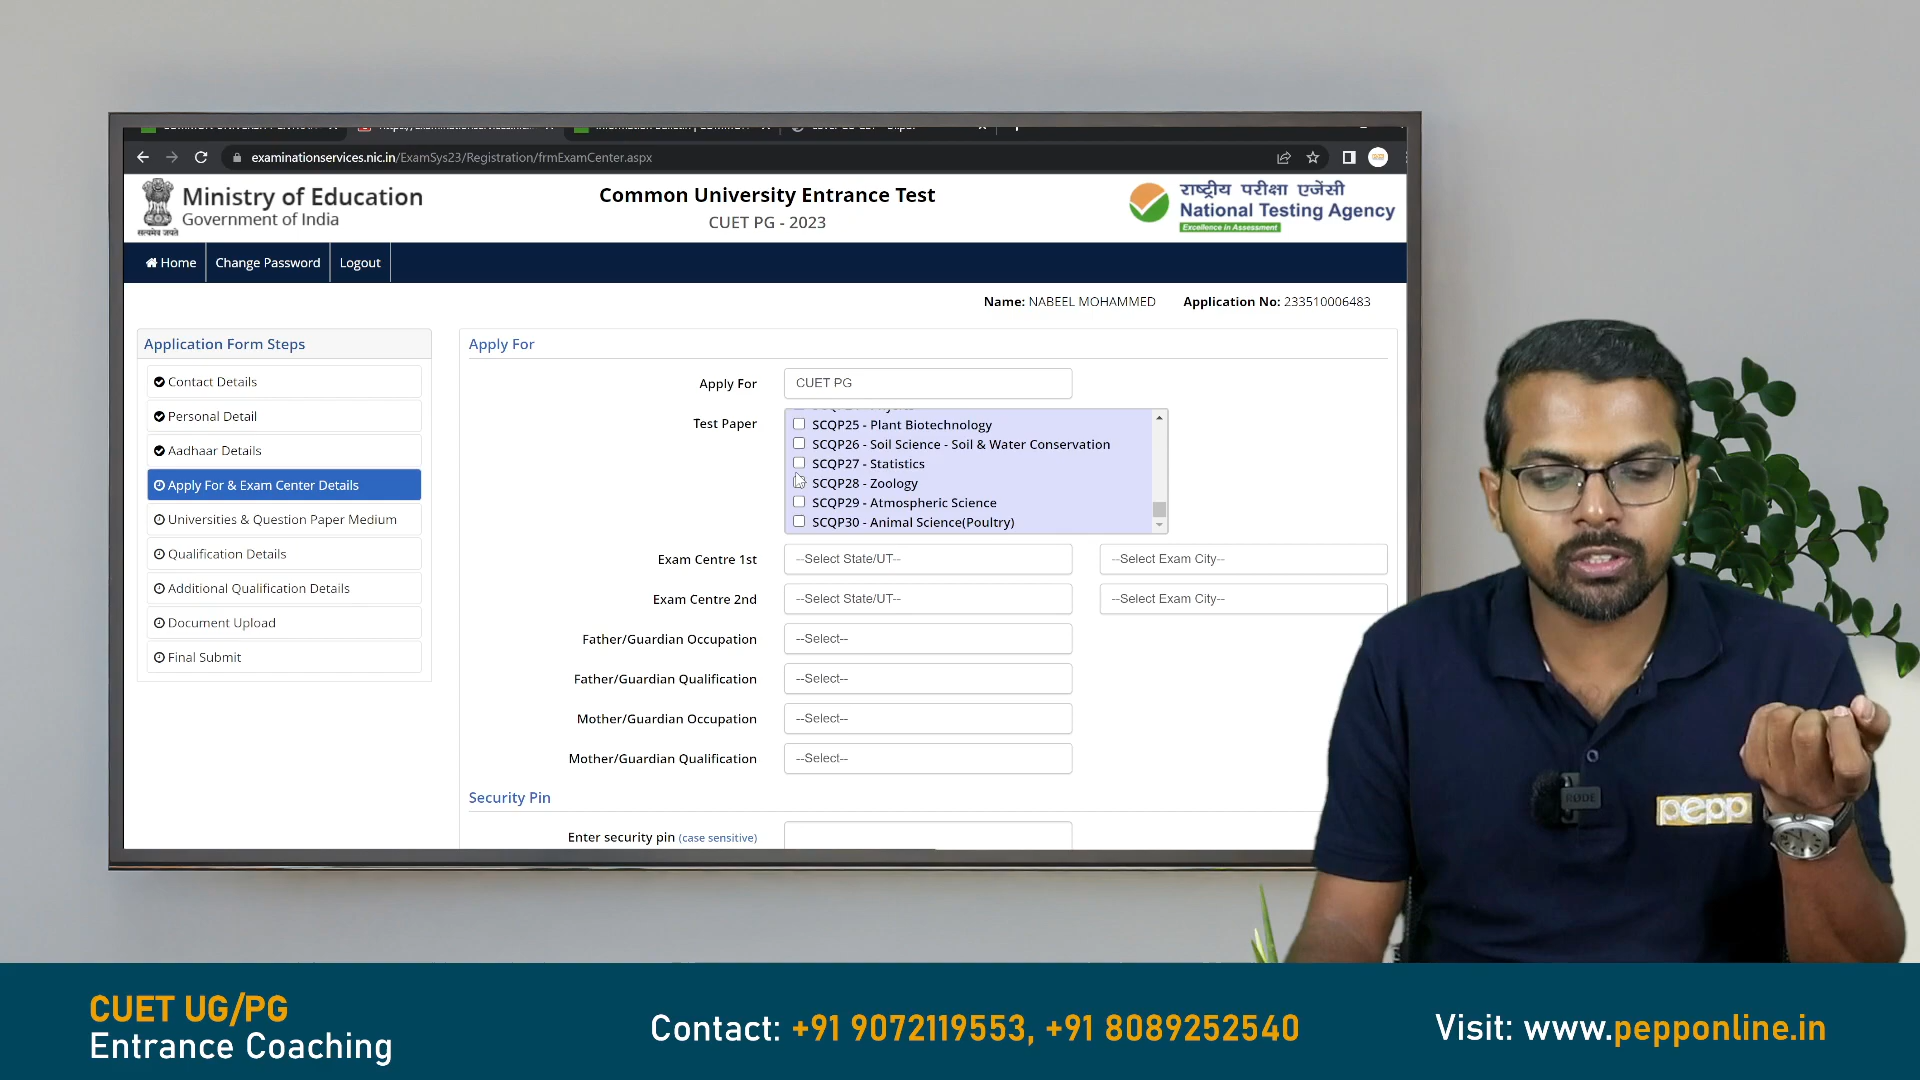 examinationservices.nic.in/ExamSys23/Registration/frmExamCenter.aspx
सत्यमेव जयते
Ministry of Education
Government of India
Common University Entrance Test
CUET PG - 2023
राष्ट्रीय परीक्षा एजेंसी
National Testing Agency
Excellence in Assessment
Home
Change Password
Logout
Name: NABEEL MOHAMMED
Application No: 233510006483
Application Form Steps
Contact Details
Personal Detail
Aadhaar Details
Apply For & Exam Center Details
Universities & Question Paper Medium
Qualification Details
Additional Qualification Details
Document Upload
Final Submit
Apply For
Apply For CUET PG
Test Paper
SCQP25 - Plant Biotechnology
SCQP26 - Soil Science - Soil & Water Conservation
SCQP27 - Statistics
SCQP28 - Zoology
SCQP29 - Atmospheric Science
SCQP30 - Animal Science(Poultry)
Exam Centre 1st --Select State/UT-- --Select Exam City--
Exam Centre 2nd --Select State/UT-- --Select Exam City--
Father/Guardian Occupation --Select--
Father/Guardian Qualification --Select--
Mother/Guardian Occupation --Select--
Mother/Guardian Qualification --Select--
Security Pin
Enter security pin (case sensitive)
RODE
pepp
CUET UG/PG
Entrance Coaching
Contact: +91 9072119553, +91 8089252540
Visit: www.pepponline.in